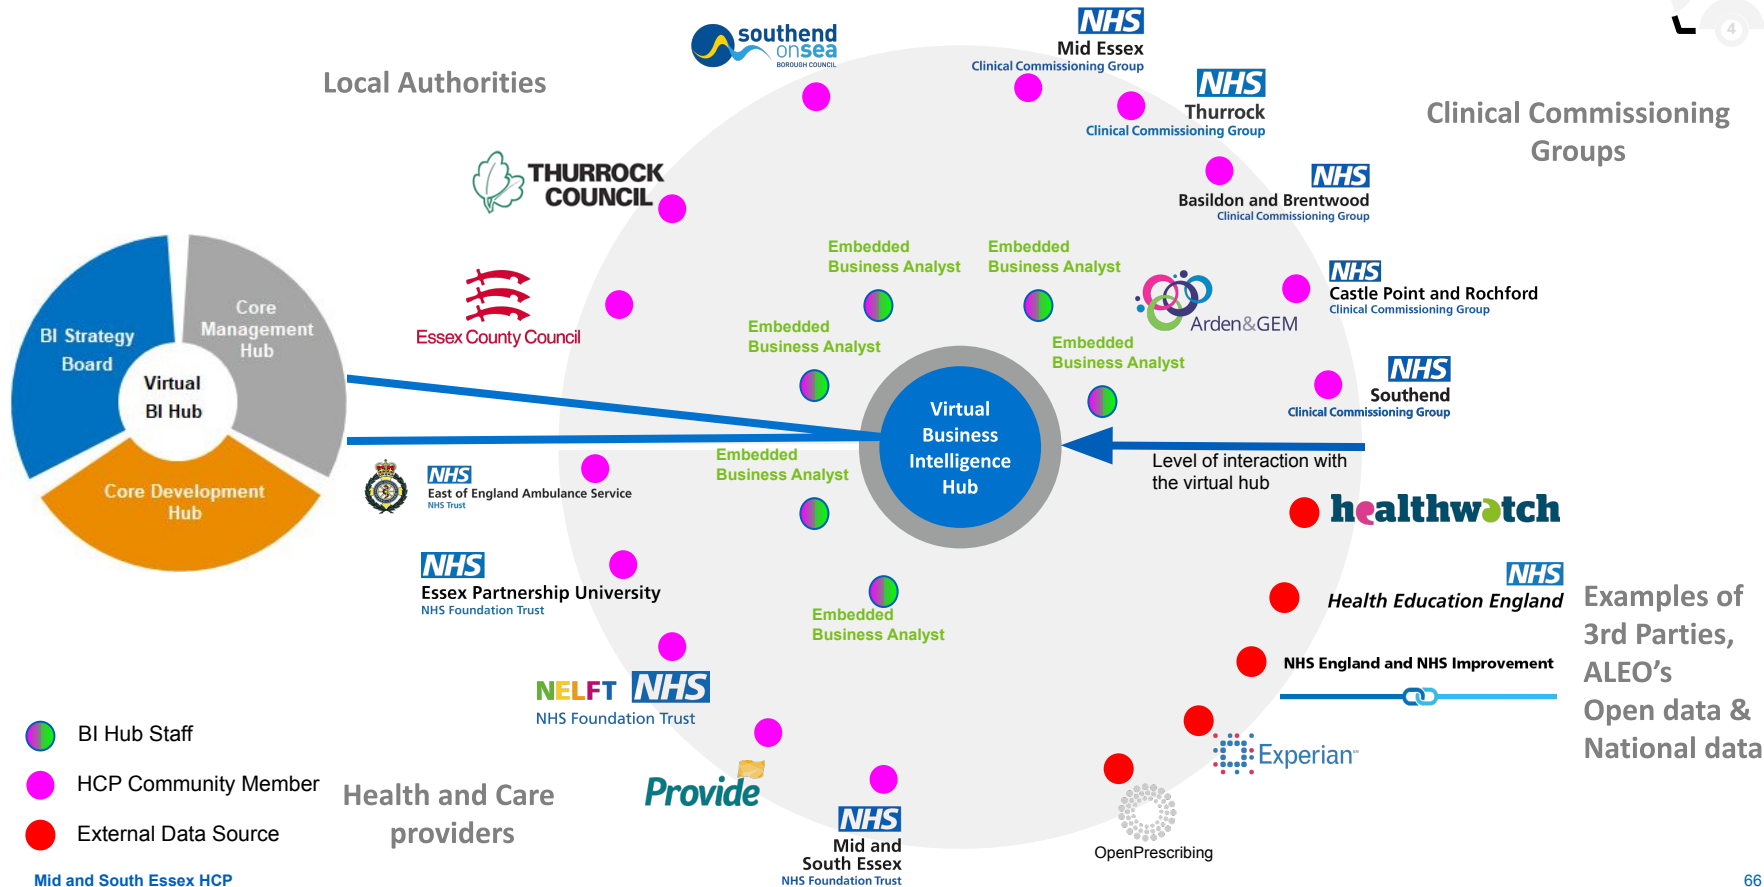 4
southend
onsea
BOROUGH COUNCIL
NHS
Mid Essex
Clinical Commissioning Group
Local Authorities
NHS
Thurrock
Clinical Commissioning Group
Clinical Commissioning
Groups
THURROCK
COUNCIL
NHS
Basildon and Brentwood
Clinical Commissioning Group
Embedded
Business Analyst
Embedded
Business Analyst
NHS
Castle Point and Rochford
Clinical Commissioning Group
Arden&GEM
Essex County Council
Embedded
Business Analyst
Embedded
Business Analyst
BI Strategy
Board
Core
Management
Hub
Virtual
BI Hub
Core Development
Hub
NHS
Southend
Clinical Commissioning Group
Virtual
Business
Intelligence
Hub
Level of interaction with
the virtual hub
Embedded
Business Analyst
NHS
East of England Ambulance Service
NHS Trust
healthwatch
NHS
Essex Partnership University
NHS Foundation Trust
NHS
Health Education England
Embedded
Business Analyst
Examples of
3rd Parties,
ALEO's
Open data &
National data
NHS England and NHS Improvement
NELFT NHS
NHS Foundation Trust
Experian
BI Hub Staff
HCP Community Member
External Data Source
Health and Care
providers
Provide
NHS
Mid and
South Essex
NHS Foundation Trust
OpenPrescribing
Mid and South Essex HCP
66